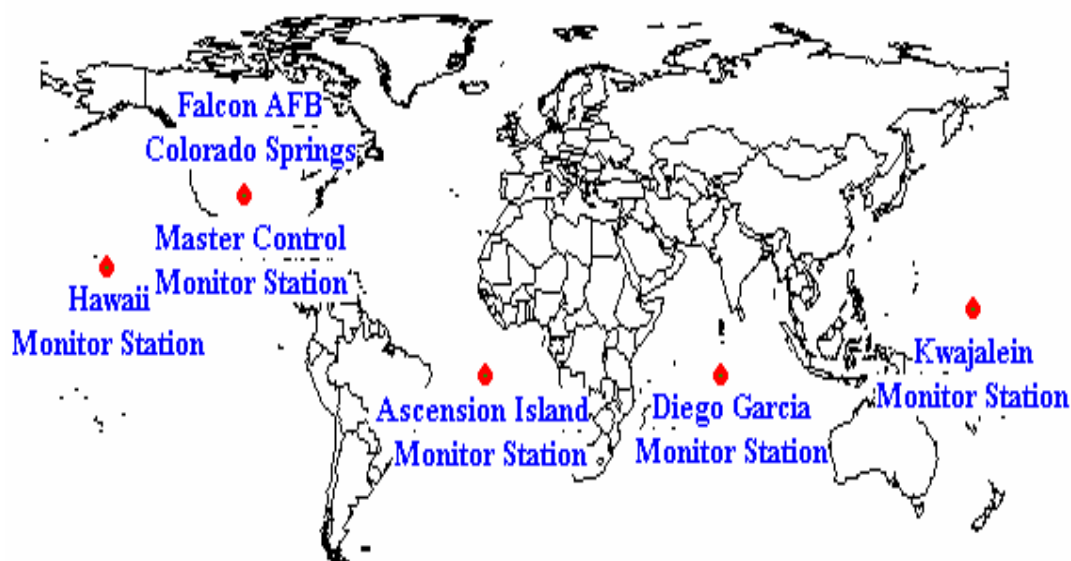 Falcon AFB
Colorado Springs
Master Control
Monitor Station
Hawaii
Monitor Station
Ascension Island
Monitor Station
Diego Garcia
Monitor Station
Kwajalein
Monitor Station